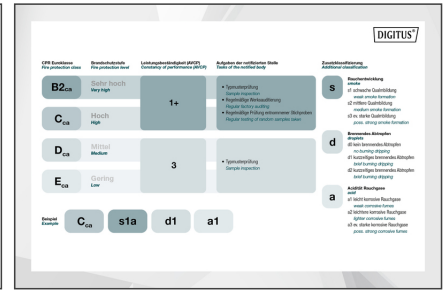 DIGITUS®
CPR Euroklasse
Fire protection class
Brandschutzstufe
Fire protection level
Leistungsbeständigkeit (AVCP)
Constancy of performance (AVCP)
Aufgaben der notifizierten Stelle
Tasks of the notified body
Zusatzklassifizierung
Additional classification
B2ca
Sehr hoch
Very high
1+
• Typmusterprüfung
Sample inspection
• Regelmäßige Werksauditierung
Regular factory auditing
• Regelmäßige Prüfung entnommener Stichproben
Regular testing of random samples taken
Cca
Hoch
High
Dca
Mittel
Medium
3
• Typmusterprüfung
Sample inspection
Eca
Gering
Low
s
Rauchentwicklung
smoke
s1 schwache Qualmbildung
weak smoke formation
s2 mittlere Qualmbildung
medium smoke formation
s3 ev. starke Qualmbildung
poss. strong smoke formation
d
Brennendes Abtropfen
droplets
d0 kein brennendes Abtropfen
no burning dripping
d1 kurzzeiliges brennendes Abtropfen
brief burning dripping
d2 kurzzeiliges brennendes Abtropfen
brief burning dripping
a
Acidität Rauchgase
acid
a1 leicht korrosive Rauchgase
weak corrosive fumes
a2 leichtere korrosive Rauchgase
lighter corrosive fumes
a3 ev. starke korrosive Rauchgase
poss. strong corrosive fumes
Beispiel
Example
Cca
s1a
d1
a1